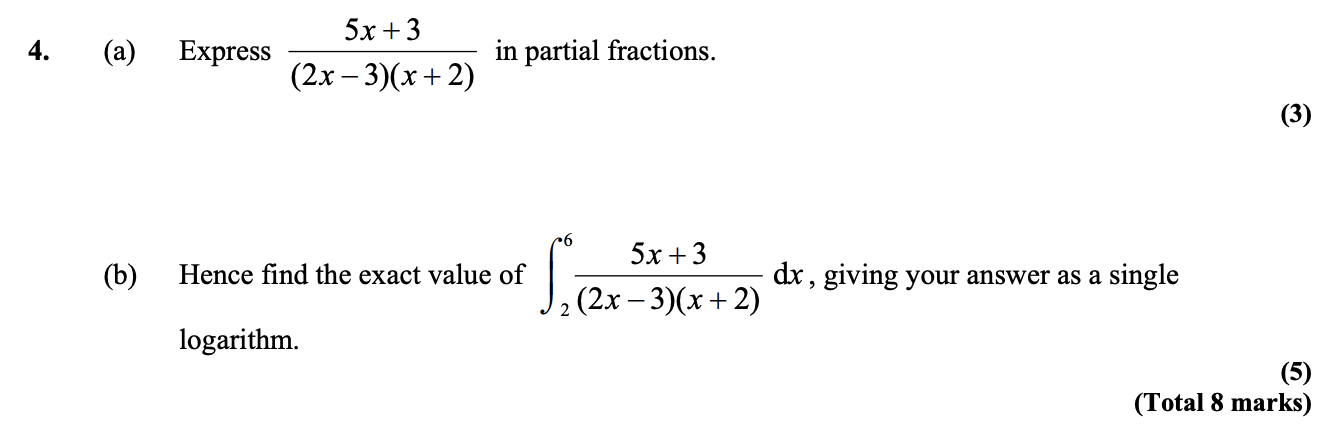 4. (a) Express \frac{5x + 3}{(2x – 3)(x + 2)} in partial fractions.
(3)
(b) Hence find the exact value of \int_{2}^{6} \frac{5x + 3}{(2x – 3)(x + 2)} dx , giving your answer as a single
logarithm.
(5)
(Total 8 marks)